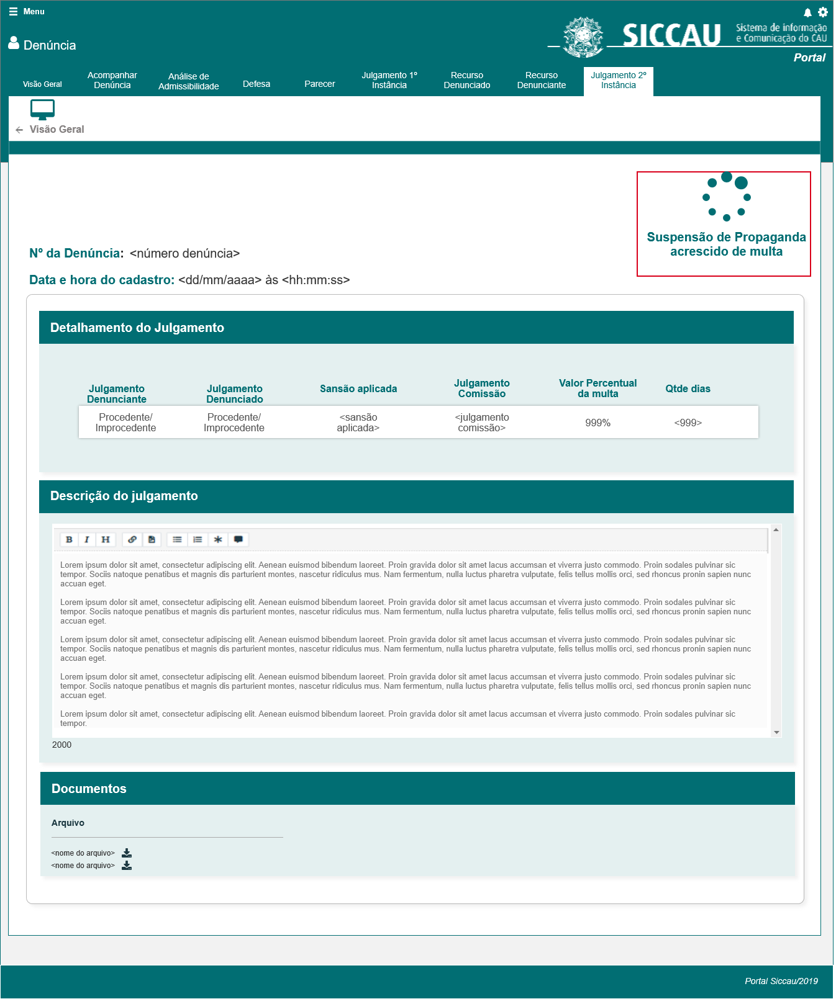 Menu
Denúncia
SICCAU
Sistema de informação
e Comunicação do CAU
Portal
Visão Geral
Acompanhar
Denúncia
Análise de
Admissibilidade
Defesa
Parecer
Julgamento 1º
Instância
Recurso
Denunciado
Recurso
Denunciante
Julgamento 2º
Instância
Visão Geral
Suspensão de Propaganda
acrescido de multa
Nº da Denúncia: <número denúncia>
Data e hora do cadastro: <dd/mm/aaaa> às <hh:mm:ss>
Detalhamento do Julgamento
Julgamento
Denunciante
Julgamento
Denunciado
Sansão aplicada
Julgamento
Comissão
Valor Percentual
da multa
Qtde dias
Procedente/
Improcedente
Procedente/
Improcedente
<sansão
aplicada>
<julgamento
comissão>
999%
<999>
Descrição do julgamento
B I H
Lorem ipsum dolor sit amet, consectetur adipiscing elit. Aenean euismod bibendum laoreet. Proin gravida dolor sit amet lacus accumsan et viverra justo commodo. Proin sodales pulvinar sic
tempor. Sociis natoque penatibus et magnis dis parturient montes, nascetur ridiculus mus. Nam fermentum, nulla luctus pharetra vulputate, felis tellus mollis orci, sed rhoncus pronin sapien nunc
accuan eget.
Lorem ipsum dolor sit amet, consectetur adipiscing elit. Aenean euismod bibendum laoreet. Proin gravida dolor sit amet lacus accumsan et viverra justo commodo. Proin sodales pulvinar sic
tempor. Sociis natoque penatibus et magnis dis parturient montes, nascetur ridiculus mus. Nam fermentum, nulla luctus pharetra vulputate, felis tellus mollis orci, sed rhoncus pronin sapien nunc
accuan eget.
Lorem ipsum dolor sit amet, consectetur adipiscing elit. Aenean euismod bibendum laoreet. Proin gravida dolor sit amet lacus accumsan et viverra justo commodo. Proin sodales pulvinar sic
tempor. Sociis natoque penatibus et magnis dis parturient montes, nascetur ridiculus mus. Nam fermentum, nulla luctus pharetra vulputate, felis tellus mollis orci, sed rhoncus pronin sapien nunc
accuan eget.
Lorem ipsum dolor sit amet, consectetur adipiscing elit. Aenean euismod bibendum laoreet. Proin gravida dolor sit amet lacus accumsan et viverra justo commodo. Proin sodales pulvinar sic
tempor. Sociis natoque penatibus et magnis dis parturient montes, nascetur ridiculus mus. Nam fermentum, nulla luctus pharetra vulputate, felis tellus mollis orci, sed rhoncus pronin sapien nunc
accuan eget.
Lorem ipsum dolor sit amet, consectetur adipiscing elit. Aenean euismod bibendum laoreet. Proin gravida dolor sit amet lacus accumsan et viverra justo commodo. Proin sodales pulvinar sic
tempor.
2000
Documentos
Arquivo
<nome do arquivo>
<nome do arquivo>
Portal Siccau/2019